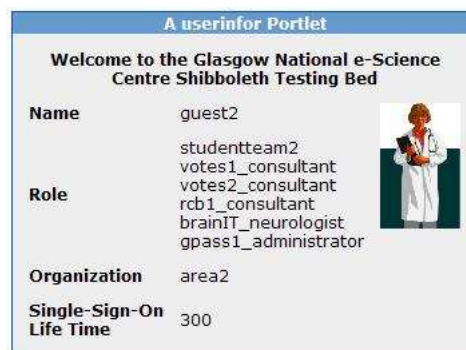 A userinfor Portlet
Welcome to the Glasgow National e-Science
Centre Shibboleth Testing Bed
Name guest2
Role studentteam2
votes1_consultant
votes2_consultant
rcb1_consultant
brainIT_neurologist
gpass1_administrator
Organization area2
Single-Sign-On
Life Time 300